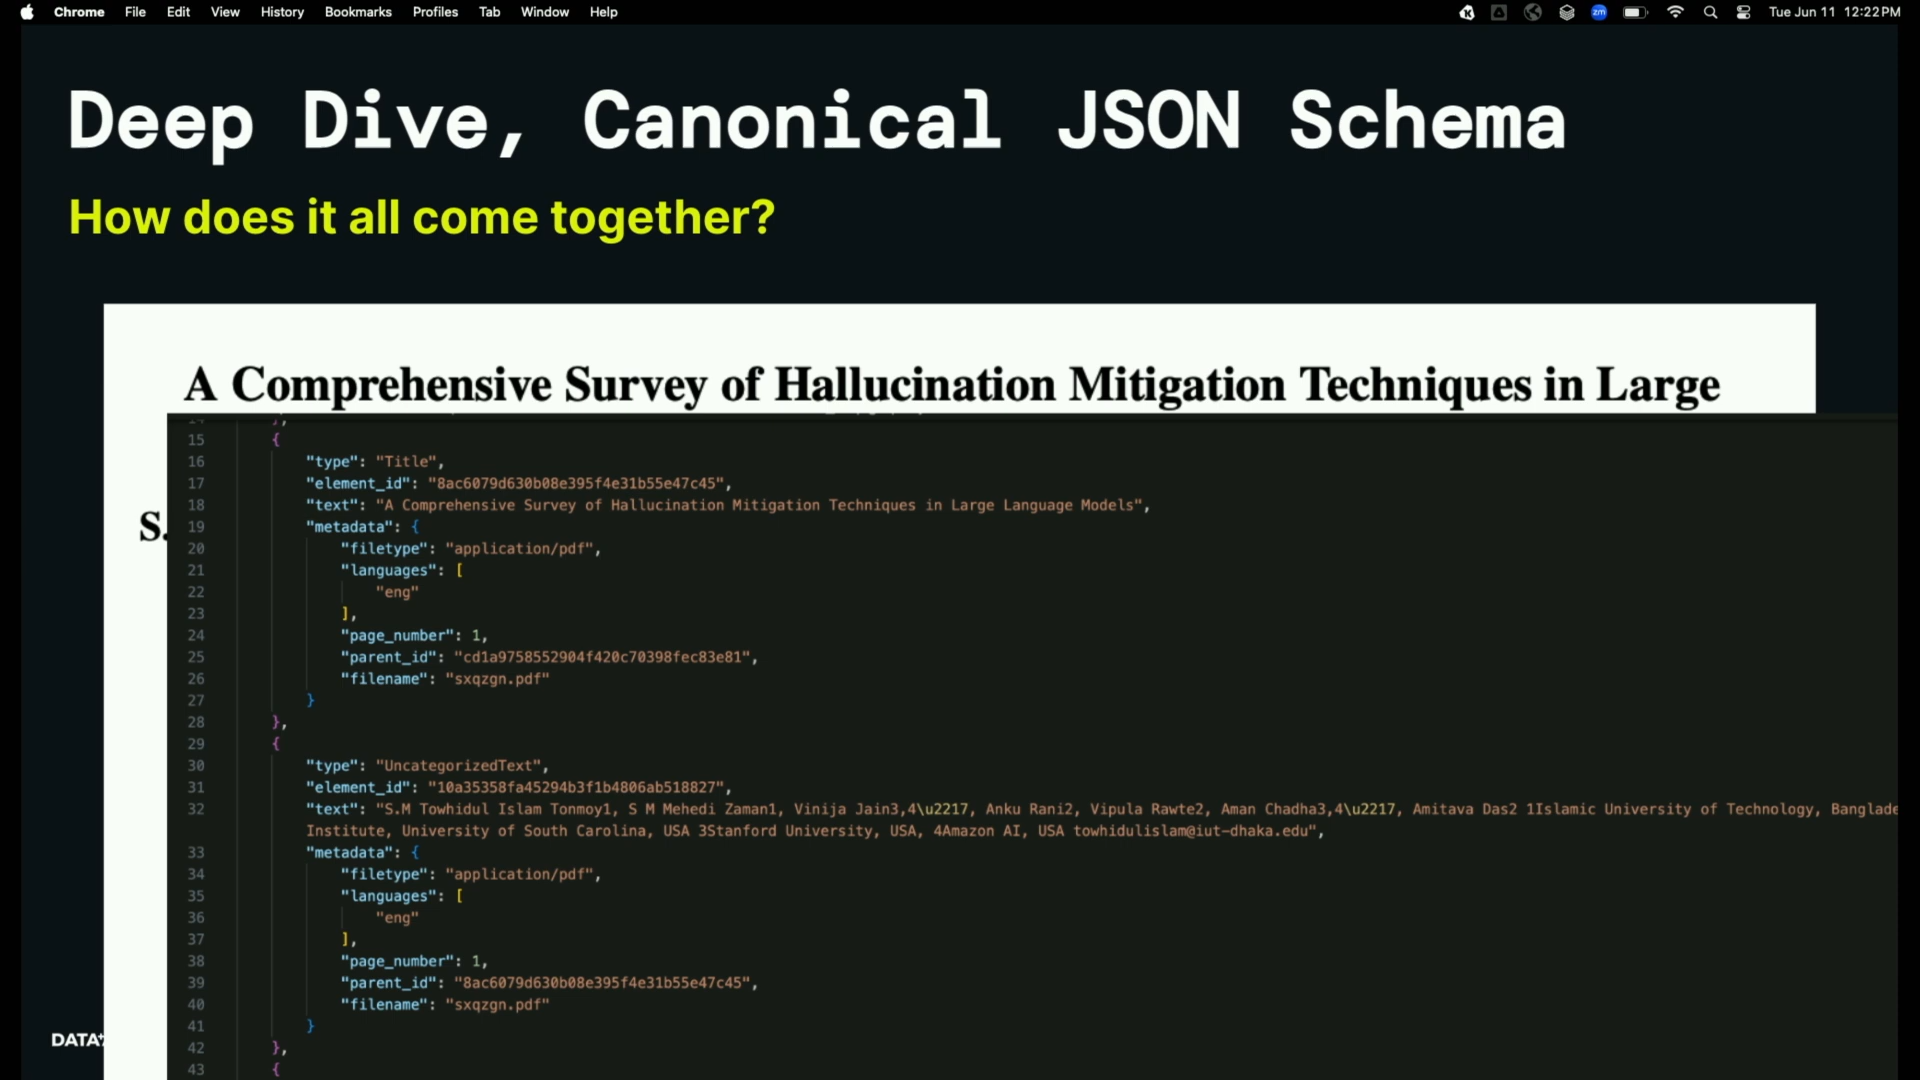 Chrome File Edit View History Bookmarks Profiles Tab Window Help zm Tue Jun 11 12:22 PM
Deep Dive, Canonical JSON Schema
How does it all come together?
A Comprehensive Survey of Hallucination Mitigation Techniques in Large
S.
14 },
15 {
16 "type": "Title",
17 "element_id": "8ac6079d630b08e395f4e31b55e47c45",
18 "text": "A Comprehensive Survey of Hallucination Mitigation Techniques in Large Language Models",
19 "metadata": {
20 "filetype": "application/pdf",
21 "languages": [
22 "eng"
23 ],
24 "page_number": 1,
25 "parent_id": "cd1a9758552904f420c70398fec83e81",
26 "filename": "sxqzgn.pdf"
27 }
28 },
29 {
30 "type": "UncategorizedText",
31 "element_id": "10a35358fa45294b3f1b4806ab518827",
32 "text": "S.M Towhidul Islam Tonmoy1, S M Mehedi Zaman1, Vinija Jain3,4\u2217, Anku Rani2, Vipula Rawte2, Aman Chadha3,4\u2217, Amitava Das2 1Islamic University of Technology, Banglade
Institute, University of South Carolina, USA 3Stanford University, USA, 4Amazon AI, USA towhidulislam@iut-dhaka.edu",
33 "metadata": {
34 "filetype": "application/pdf",
35 "languages": [
36 "eng"
37 ],
38 "page_number": 1,
39 "parent_id": "8ac6079d630b08e395f4e31b55e47c45",
40 "filename": "sxqzgn.pdf"
41 }
42 },
43 {
DATA